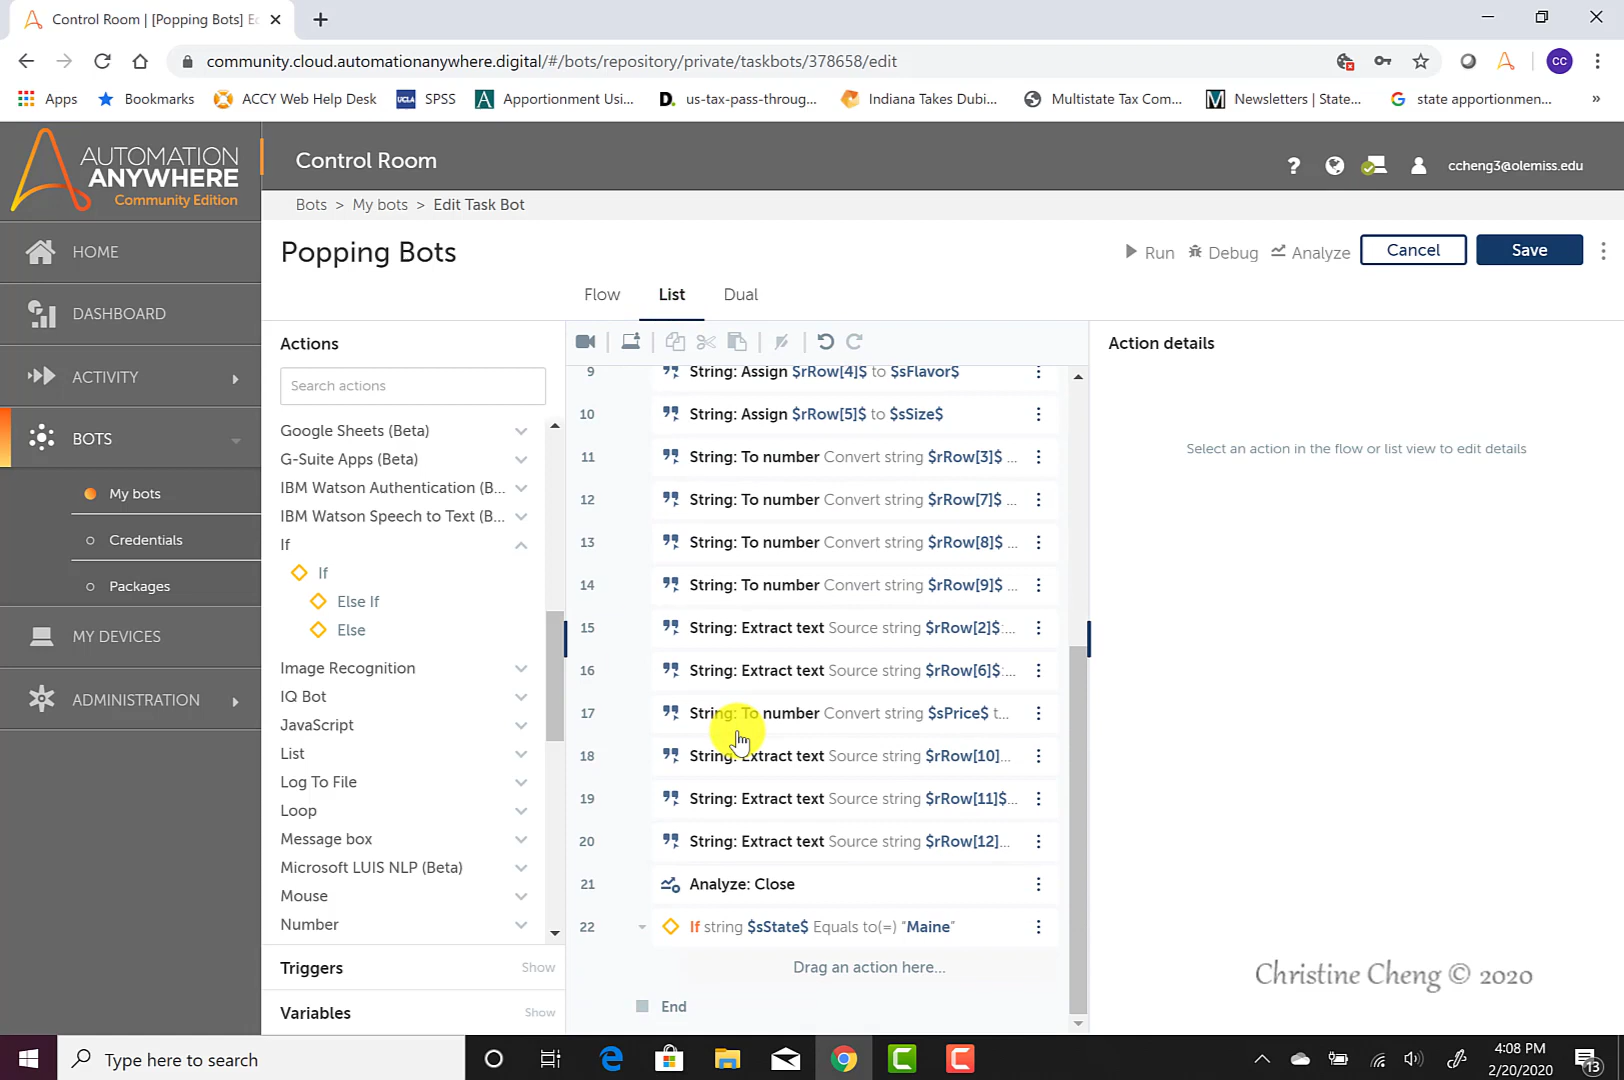 Control Room | [Popping Bots] Ec
community.cloud.automationanywhere.digital/#/bots/repository/private/taskbots/378658/edit
CC
Apps
Bookmarks
ACCY Web Help Desk
UCLA SPSS
Apportionment Usi...
us-tax-pass-throug...
Indiana Takes Dubi...
Multistate Tax Com...
Newsletters | State...
state apportionmen...
»
AUTOMATION
ANYWHERE
Community Edition
Control Room
ccheng3@olemiss.edu
Bots > My bots > Edit Task Bot
Popping Bots
Run
Debug
Analyze
Cancel
Save
Flow
List
Dual
HOME
DASHBOARD
ACTIVITY
BOTS
My bots
Credentials
Packages
MY DEVICES
ADMINISTRATION
Actions
Search actions
Google Sheets (Beta)
G-Suite Apps (Beta)
IBM Watson Authentication (B...
IBM Watson Speech to Text (B...
If
If
Else If
Else
Image Recognition
IQ Bot
JavaScript
List
Log To File
Loop
Message box
Microsoft LUIS NLP (Beta)
Mouse
Number
Triggers Show
Variables Show
9 String: Assign $rRow[4]$ to $sFlavor$
10 String: Assign $rRow[5]$ to $sSize$
11 String: To number Convert string $rRow[3]$ ...
12 String: To number Convert string $rRow[7]$ ...
13 String: To number Convert string $rRow[8]$ ...
14 String: To number Convert string $rRow[9]$ ...
15 String: Extract text Source string $rRow[2]$:...
16 String: Extract text Source string $rRow[6]$:...
17 String: To number Convert string $sPrice$ t...
18 String: Extract text Source string $rRow[10]...
19 String: Extract text Source string $rRow[11]$...
20 String: Extract text Source string $rRow[12]...
21 Analyze: Close
22 If string $sState$ Equals to(=) "Maine"
Drag an action here...
End
Action details
Select an action in the flow or list view to edit details
Christine Cheng © 2020
Type here to search
4:08 PM
2/20/2020
13